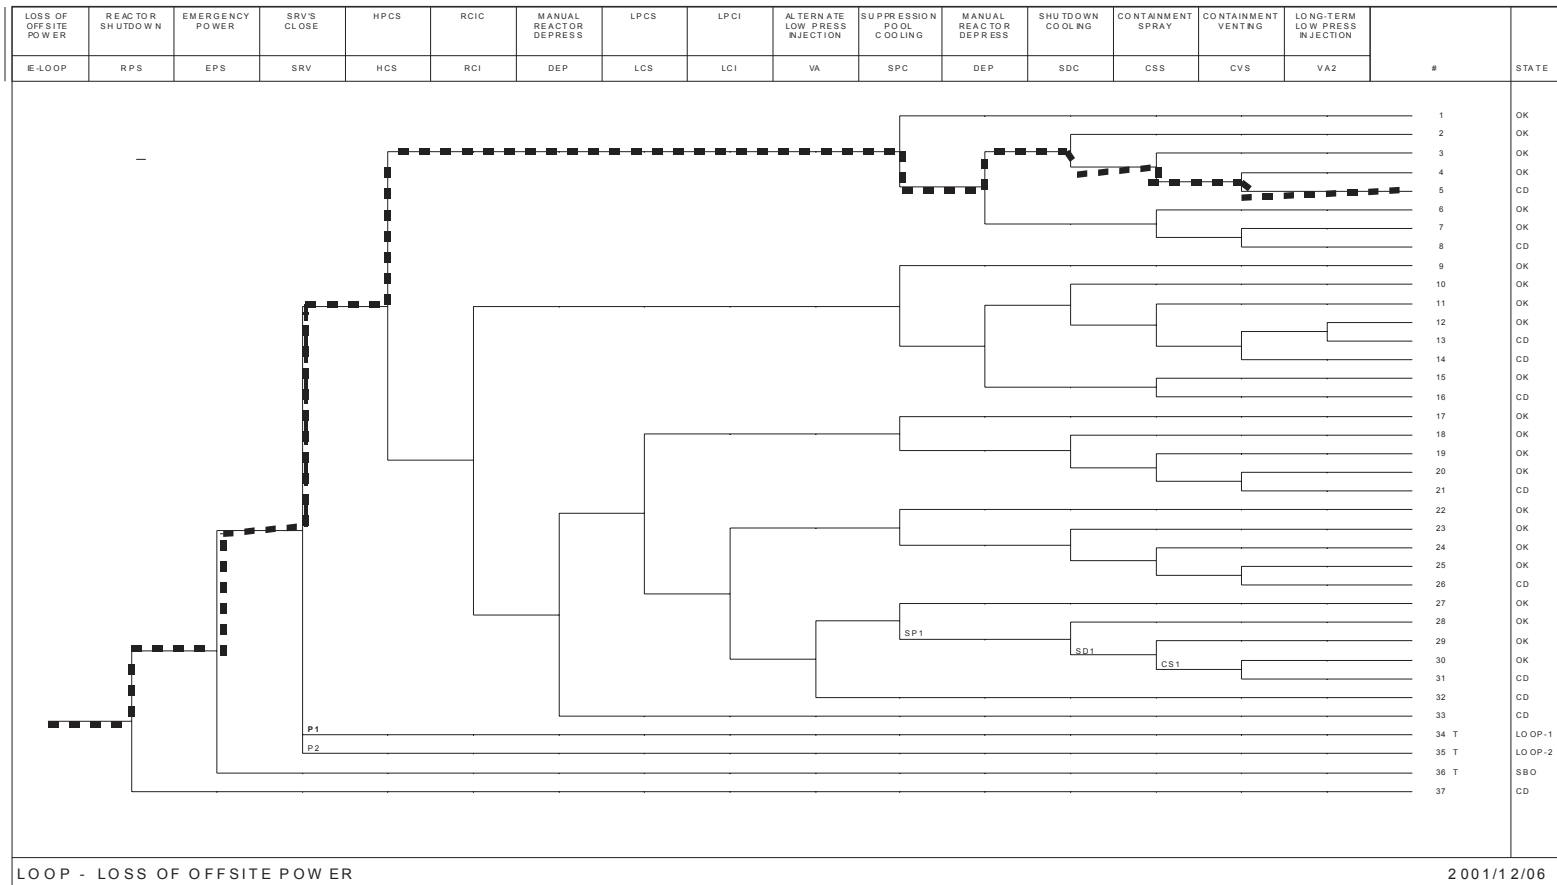 LOSS OF
OFFSITE
POWER
REACTOR
SHUTDOWN
EMERGENCY
POWER
SRV'S
CLOSE
HPCS
RCIC
MANUAL
REACTOR
DEPRESS
LPCS
LPCI
ALTERNATE
LOW PRESS
INJECTION
SUPPRESSION
POOL
COOLING
MANUAL
REACTOR
DEPRESS
SHUTDOWN
COOLING
CONTAINMENT
SPRAY
CONTAINMENT
VENTING
LONG-TERM
LOW PRESS
INJECTION
IE-LOOP RPS EPS SRV HCS RCI DEP LCS LCI VA SPC DEP SDC CSS CVS VA2 # STATE
1 OK
2 OK
3 OK
4 OK
5 CD
6 OK
7 OK
8 CD
9 OK
10 OK
11 OK
12 OK
13 CD
14 CD
15 OK
16 CD
17 OK
18 OK
19 OK
20 OK
21 CD
22 OK
23 OK
24 OK
25 OK
26 CD
27 OK
28 OK
SP1
29 OK
SD1
30 OK
CS1
31 CD
32 CD
33 CD
P1 34 T LOOP-1
P2 35 T LOOP-2
36 T SBO
37 CD
LOOP - LOSS OF OFFSITE POWER 2001/12/06